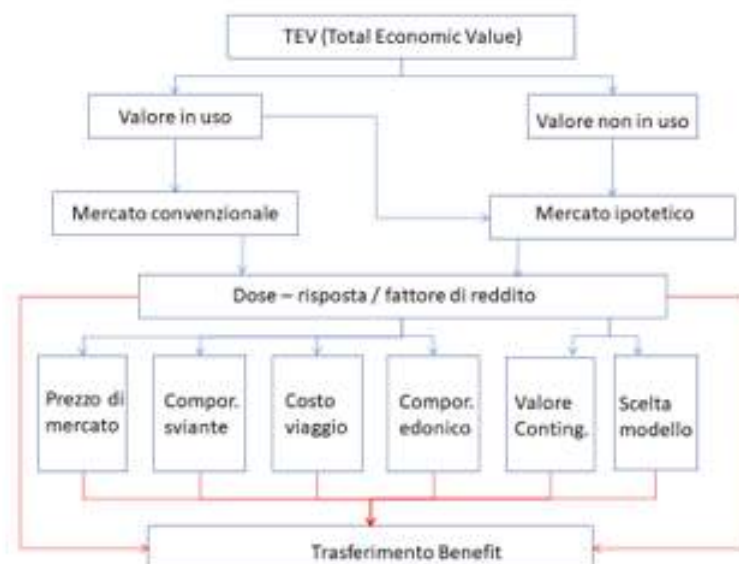 TEV (Total Economic Value)
Valore in uso
Valore non in uso
Mercato convenzionale
Mercato ipotetico
Dose – risposta / fattore di reddito
Prezzo di
mercato
Compor.
sviante
Costo
viaggio
Compor.
edonico
Valore
Conting.
Scelta
modello
Trasferimento Benefit